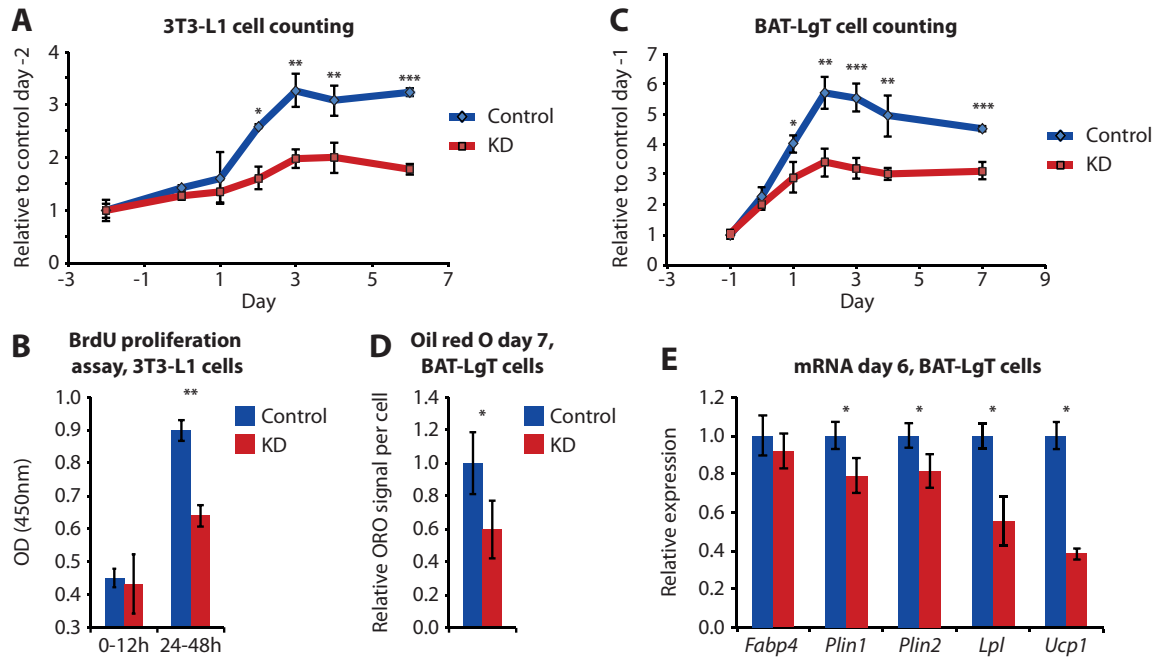 A
3T3-L1 cell counting
Relative to control day -2
4
3
2
1
0
*
**
**
***
Control
KD
-3
-1
1
3
5
7
Day
C
BAT-LgT cell counting
Relative to control day -1
7
6
5
4
3
2
1
0
*
**
***
**
***
Control
KD
-3
-1
1
3
5
7
9
Day
B
BrdU proliferation
assay, 3T3-L1 cells
OD (450nm)
1.0
0.9
0.8
0.7
0.6
0.5
0.4
0.3
**
Control
KD
0-12h
24-48h
D
Oil red O day 7,
BAT-LgT cells
Relative ORO signal per cell
1.4
1.2
1.0
0.8
0.6
0.4
0.2
0.0
*
Control
KD
E
mRNA day 6, BAT-LgT cells
Relative expression
1.2
1.0
0.8
0.6
0.4
0.2
0.0
*
*
*
*
Fabp4
Plin1
Plin2
Lpl
Ucp1